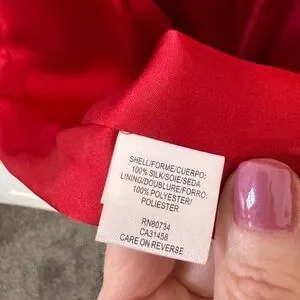 SHELL/FORME/CUERPO:
100% SILK/SOIE/SEDA
LINING/DOUBLURE/FORRO:
100% POLYESTER/
POLIESTER
RN80734
CA31458
CARE ON REVERSE